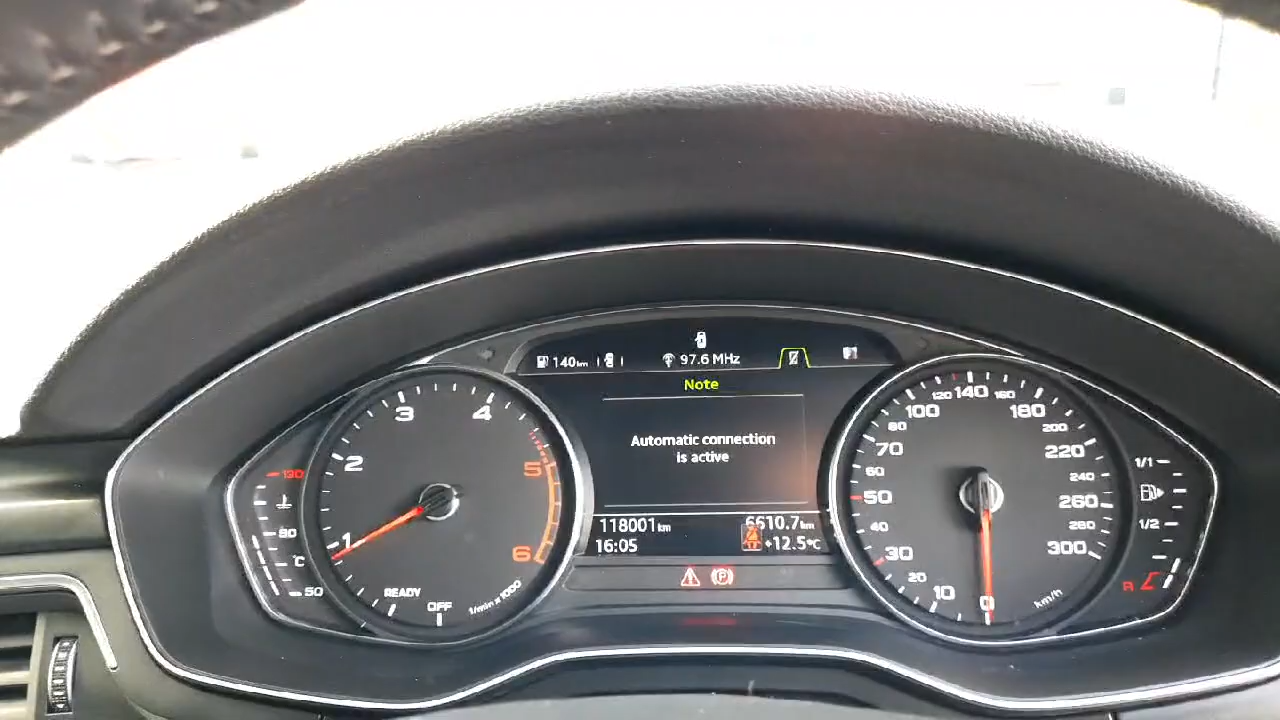 140km
97.6 MHz
Note
Automatic connection
is active
118001km
6610.7km
16:05
+12.5°C
130
90
°C
50
1
2
3
4
5
6
READY
OFF
1/min x 1000
0
10
20
30
40
50
60
70
80
100
120
140
160
180
200
220
240
260
280
300
km/h
1/1
1/2
R
P